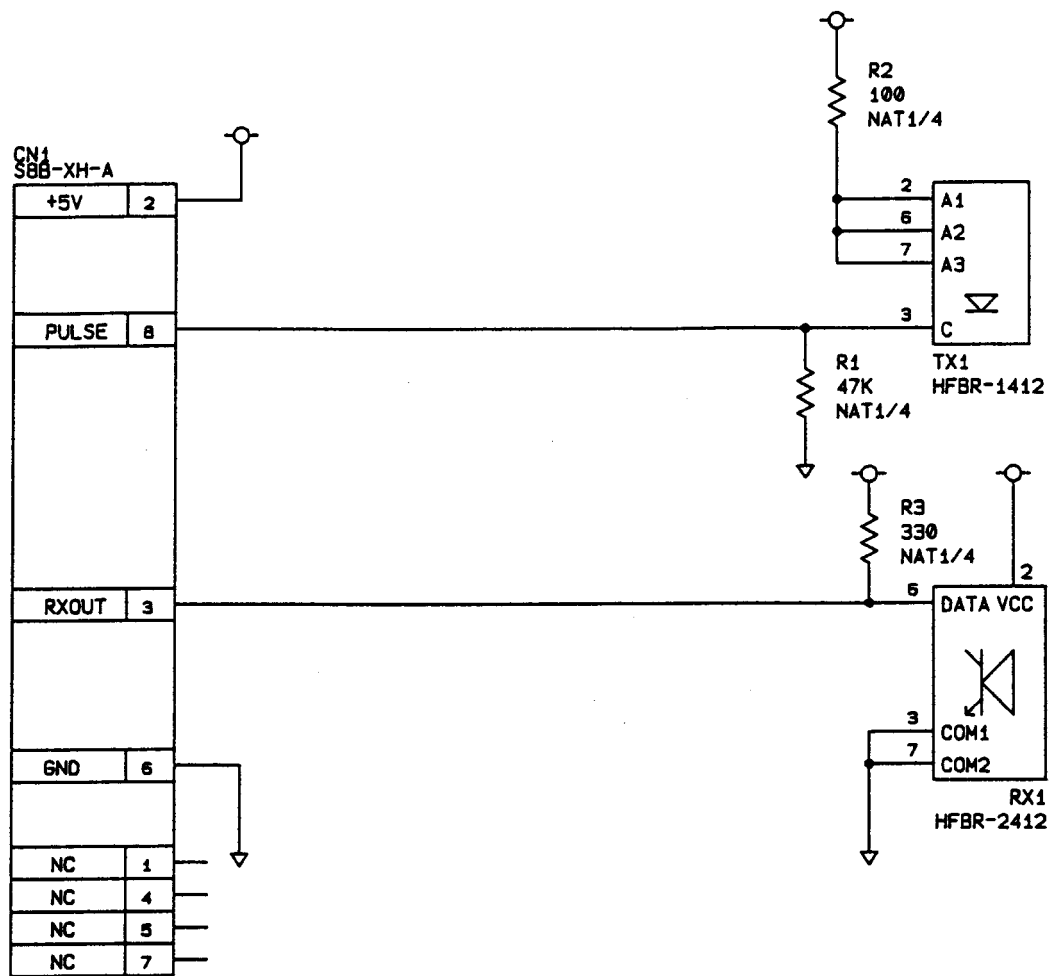 CN1
S8B-XH-A
+5V 2
PULSE 8
RXOUT 3
GND 6
NC 1
NC 4
NC 5
NC 7
R2
100
NAT1/4
2 A1
6 A2
7 A3
3 C
TX1
HFBR-1412
R1
47K
NAT1/4
R3
330
NAT1/4
2
6 DATA VCC
3 COM1
7 COM2
RX1
HFBR-2412